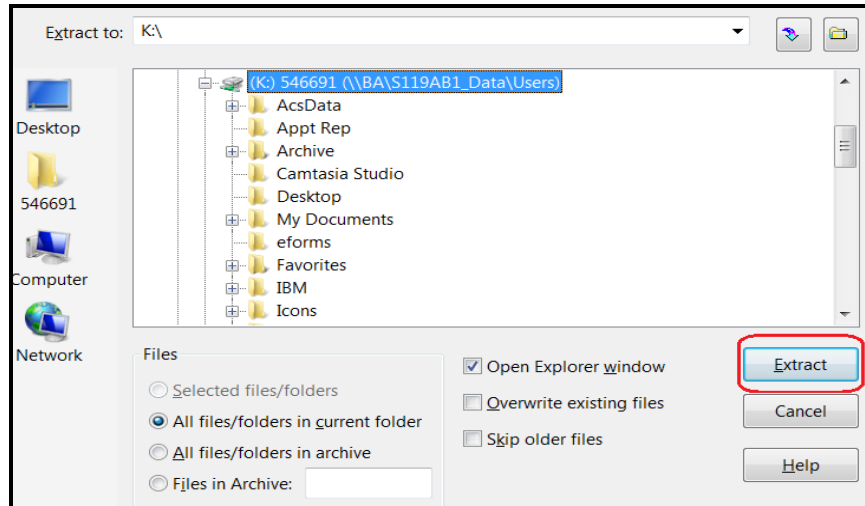 Extract to: K:\
(K:) 546691 (\\BA\S119AB1_Data\Users)
AcsData
Appt Rep
Archive
Camtasia Studio
Desktop
My Documents
eforms
Favorites
IBM
Icons
Desktop
546691
Computer
Network
Files
Selected files/folders
All files/folders in current folder
All files/folders in archive
Files in Archive:
Open Explorer window
Overwrite existing files
Skip older files
Extract
Cancel
Help